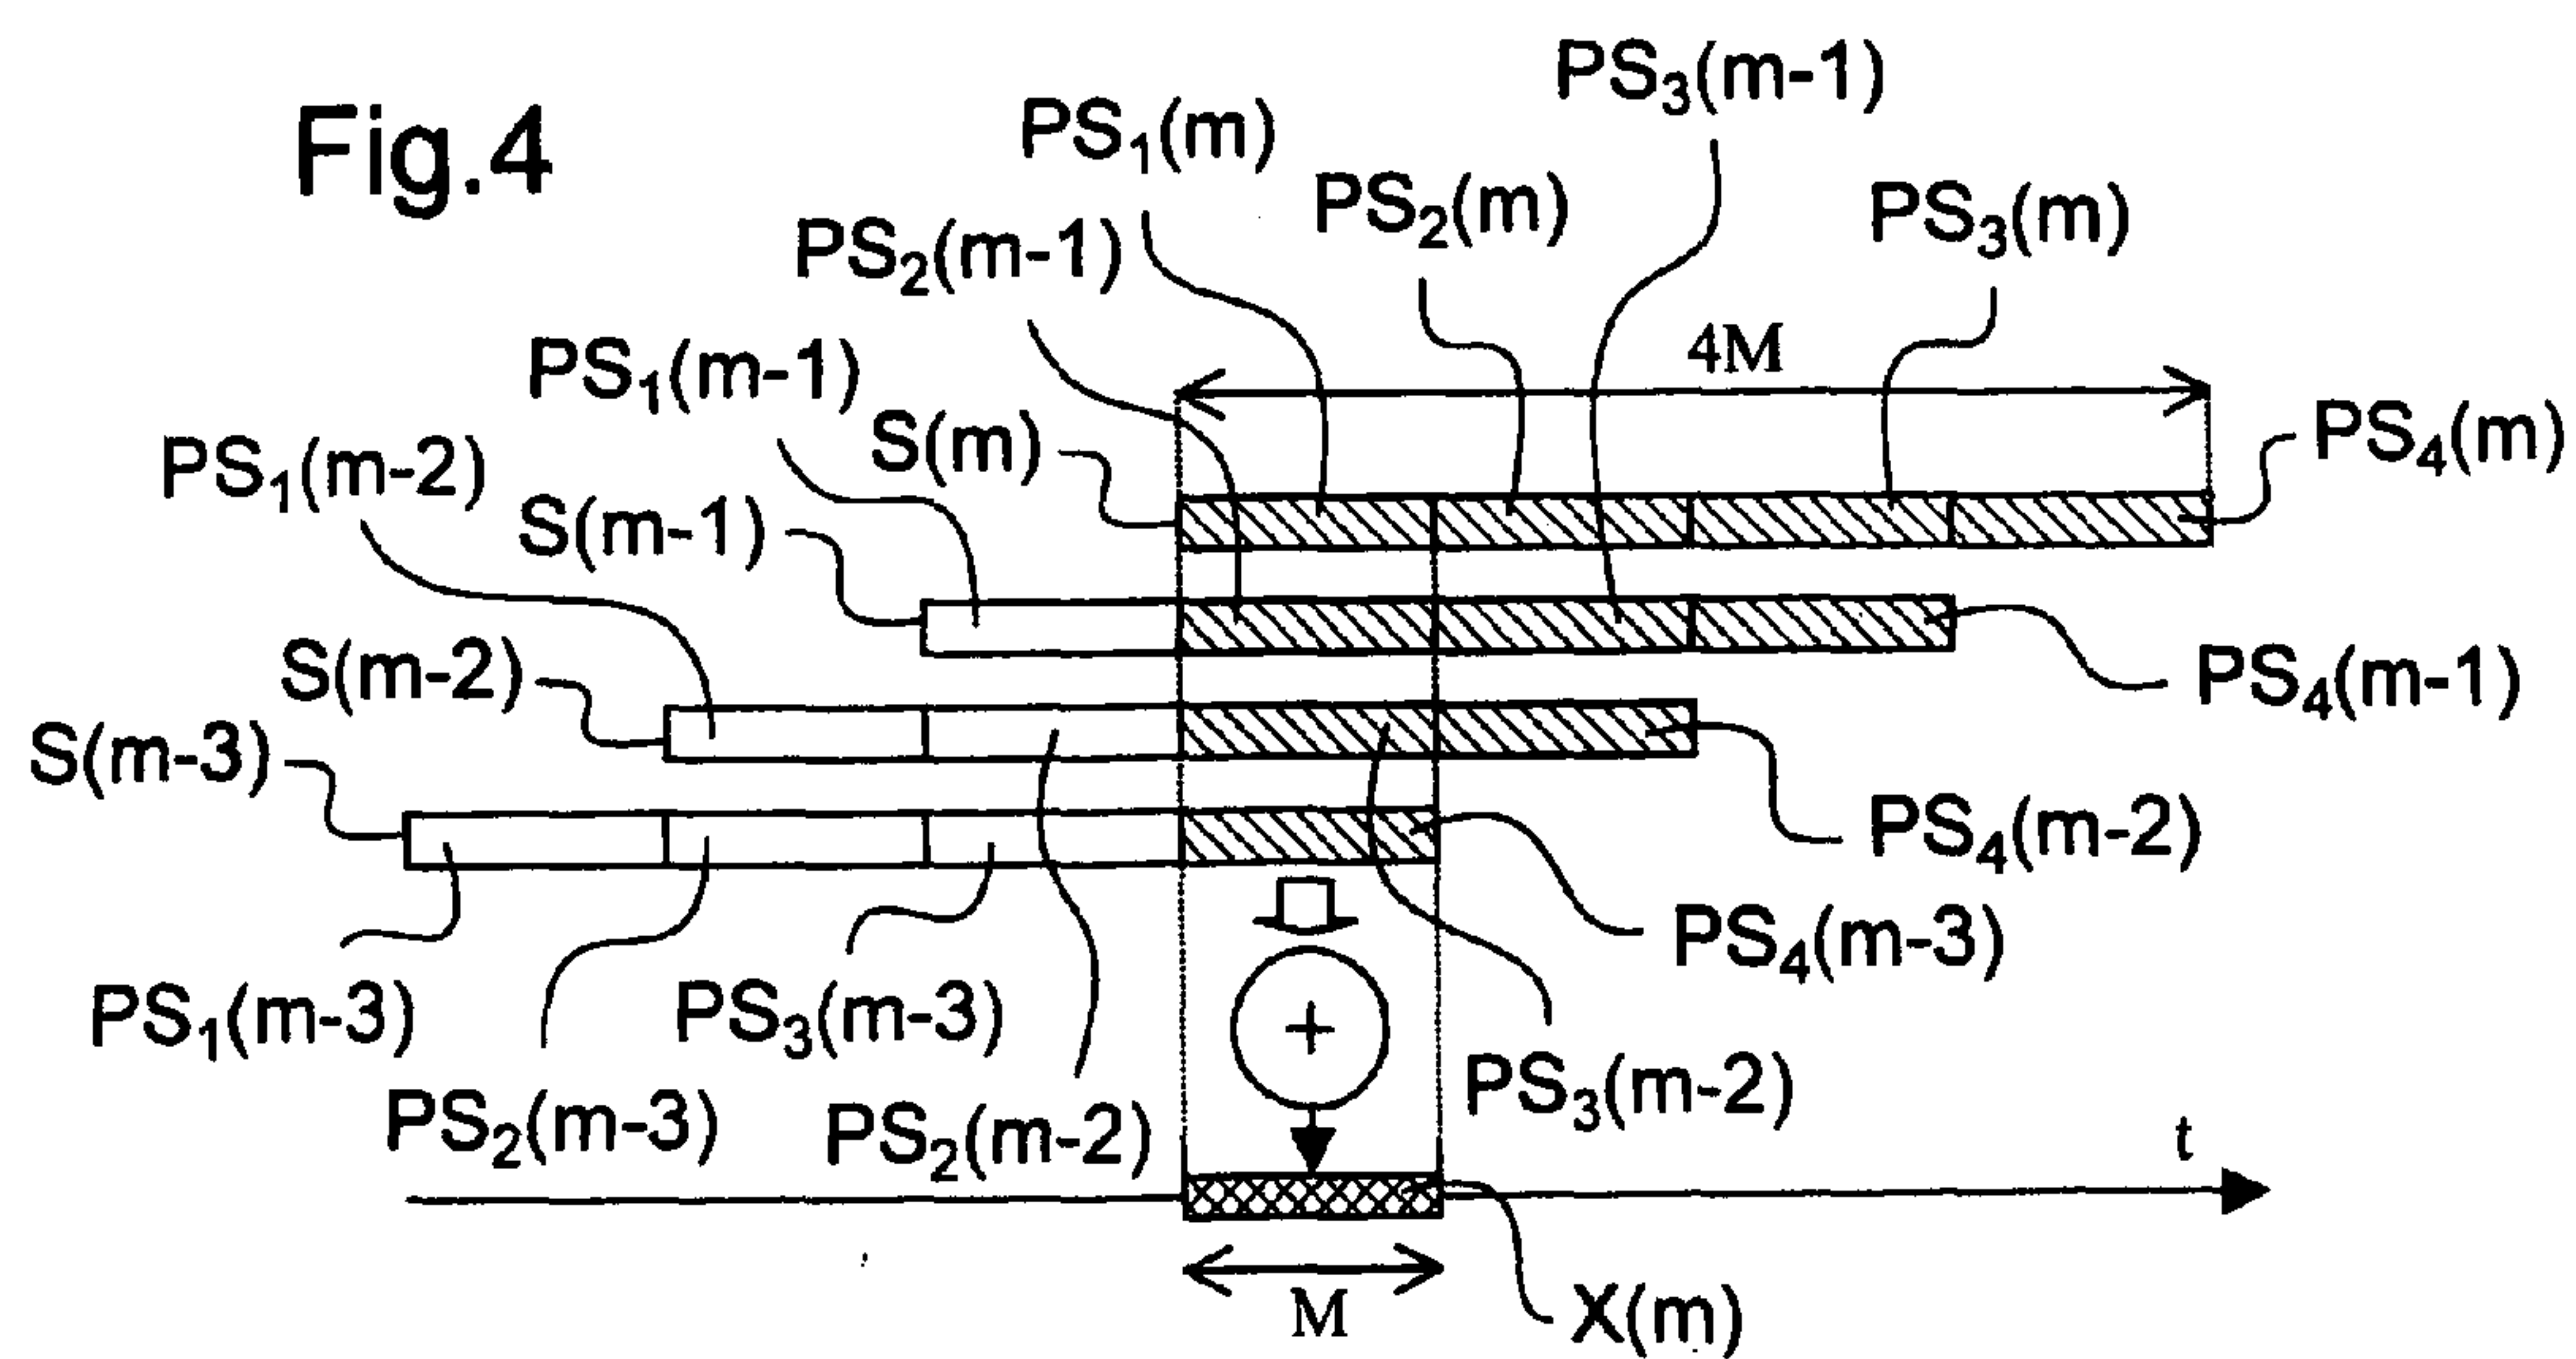 Fig.4
PS₃(m-1)
PS₁(m)
PS₂(m)
PS₃(m)
PS₂(m-1)
4M
PS₁(m-1)
S(m)
PS₄(m)
PS₁(m-2)
S(m-1)
S(m-2)
PS₄(m-1)
S(m-3)
PS₄(m-2)
PS₄(m-3)
PS₁(m-3)
PS₃(m-3)
+
PS₃(m-2)
PS₂(m-3)
PS₂(m-2)
t
M
X(m)